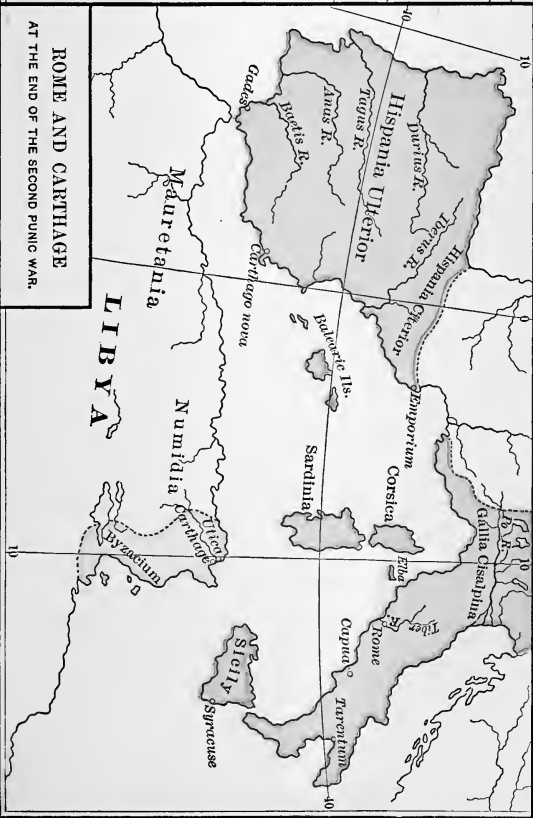 ROME AND CARTHAGE
AT THE END OF THE SECOND PUNIC WAR.
10
40
0
10
Hispania Ulterior
Durius R.
Tagus R.
Anas R.
Baetis R.
Iberus R.
Hispania Citerior
Gades
Carthago nova
Emporium
Balearic Ils.
Corsica
Sardinia
Elba
Gallia Cisalpina
Po R.
Tiber R.
Rome
Capua
Tarentum
Sicily
Syracuse
Mauretania
LIBYA
Numidia
Utica
Carthage
Byzacium
10
40